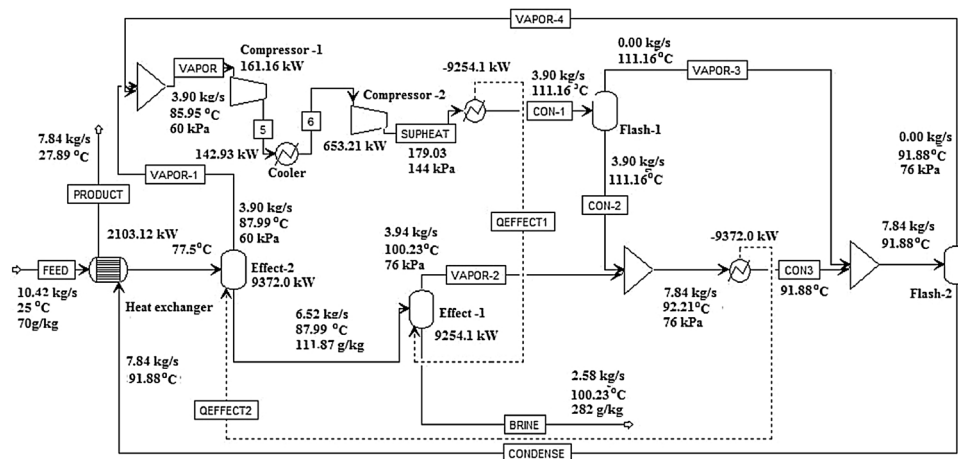 VAPOR-4
Compressor -1
161.16 kW
VAPOR
3.90 kg/s
85.95 °C
60 kPa
5
6
142.93 kW
Cooler
Compressor -2
653.21 kW
SUPHEAT
179.03
144 kPa
-9254.1 kW
3.90 kg/s
111.16 °C
CON-1
Flash-1
0.00 kg/s
111.16°C
VAPOR-3
3.90 kg/s
111.16°C
CON-2
0.00 kg/s
91.88°C
76 kPa
7.84 kg/s
27.89 °C
PRODUCT
VAPOR-1
3.90 kg/s
87.99 °C
60 kPa
2103.12 kW
77.5°C
FEED
10.42 kg/s
25 °C
70g/kg
Heat exchanger
Effect-2
9372.0 kW
QEFFECT1
3.94 kg/s
100.23°C
76 kPa
VAPOR-2
Effect -1
9254.1 kW
6.52 kg/s
87.99 °C
111.87 g/kg
-9372.0 kW
7.84 kg/s
92.21°C
76 kPa
CON3
91.88°C
7.84 kg/s
91.88°C
Flash-2
7.84 kg/s
91.88°C
QEFFECT2
2.58 kg/s
100.23°C
282 g/kg
BRINE
CONDENSE